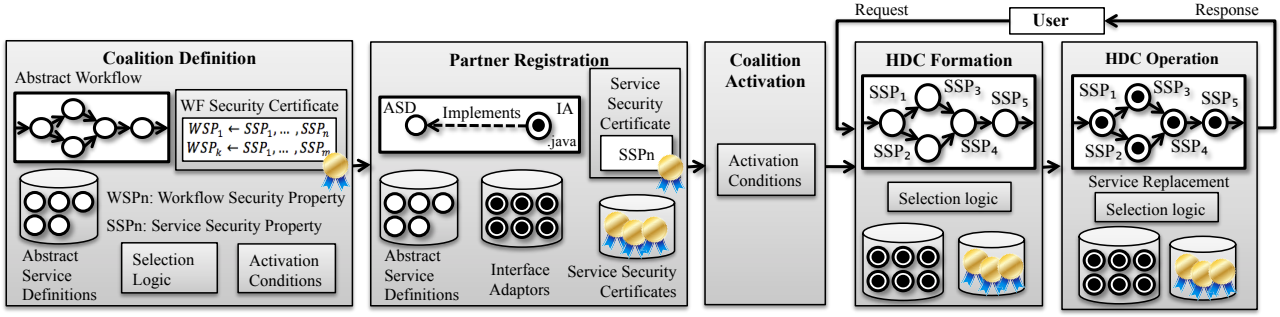 Request
User
Response
Coalition Definition
Abstract Workflow
WF Security Certificate
WSP₁ ← SSP₁, … , SSPₙ
WSPₖ ← SSP₁, … , SSPₘ
WSPn: Workflow Security Property
SSPn: Service Security Property
Abstract
Service
Definitions
Selection
Logic
Activation
Conditions
Partner Registration
ASD
Implements
IA
.java
Service
Security
Certificate
SSPn
Abstract
Service
Definitions
Interface
Adaptors
Service Security
Certificates
Coalition
Activation
Activation
Conditions
HDC Formation
SSP₁
SSP₃
SSP₅
SSP₂
SSP₄
Selection logic
HDC Operation
SSP₁
SSP₃
SSP₅
SSP₂
SSP₄
Service Replacement
Selection logic